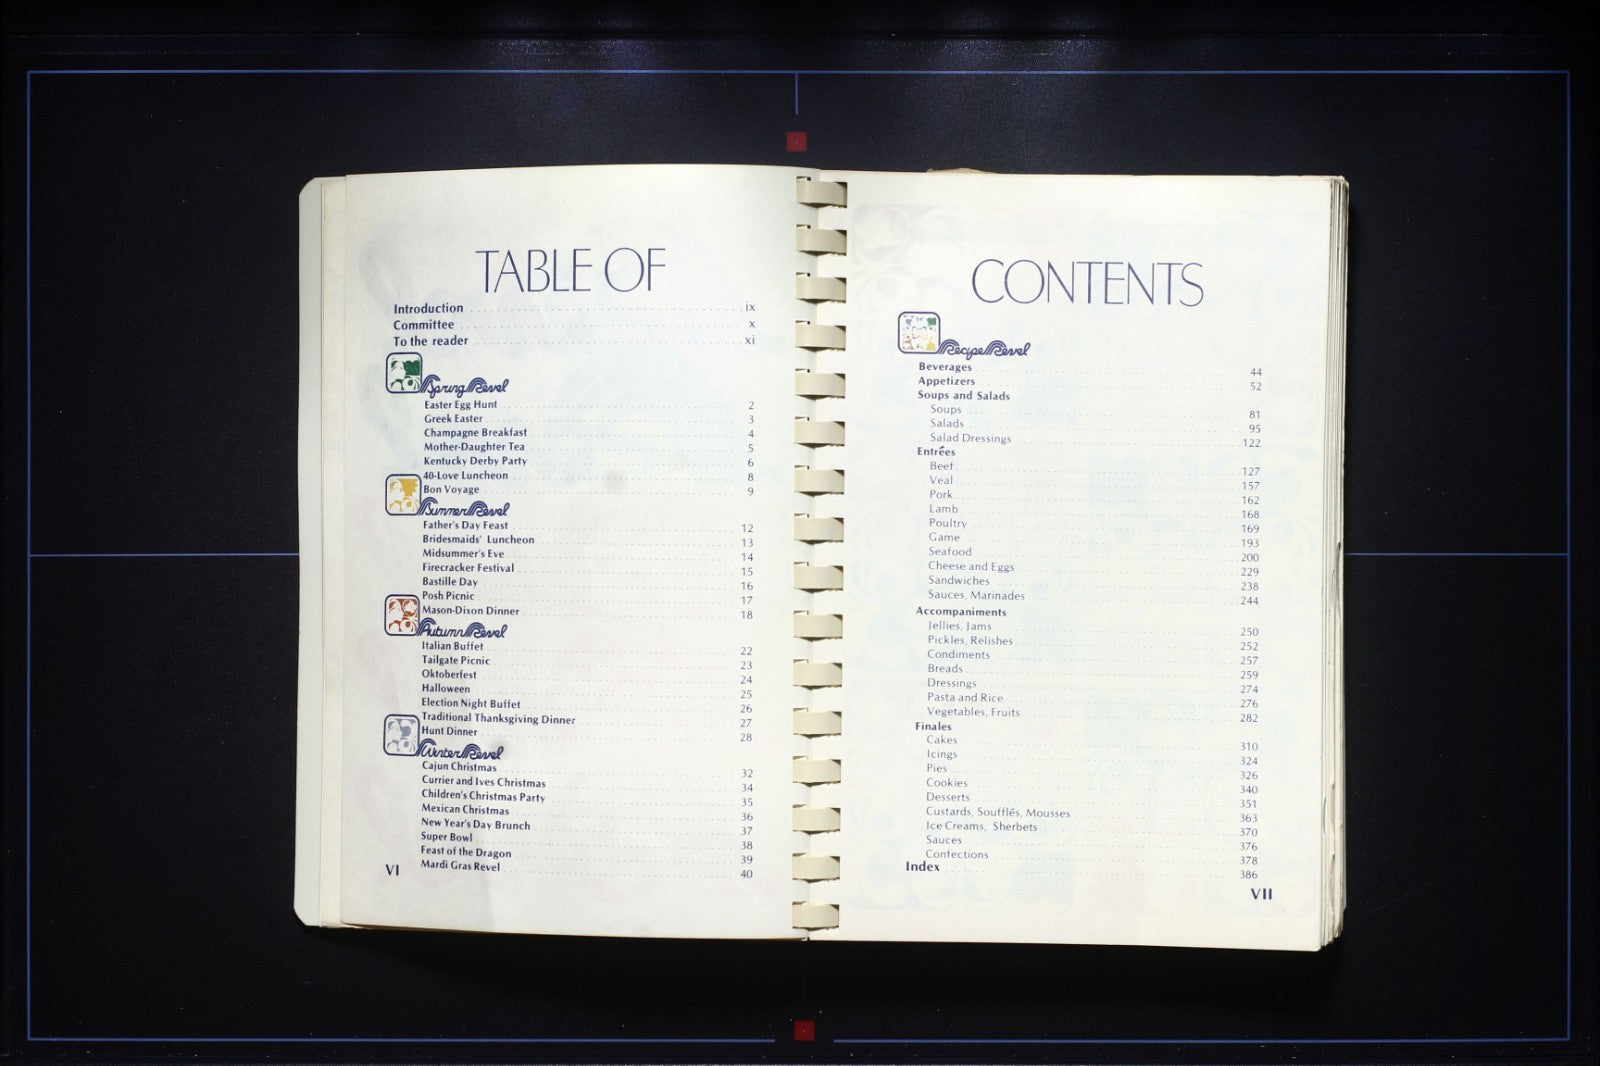 TABLE OF
Introduction ix
Committee x
To the reader xi
Spring Revel
Easter Egg Hunt 2
Greek Easter 3
Champagne Breakfast 4
Mother-Daughter Tea 5
Kentucky Derby Party 6
40-Love Luncheon 8
Bon Voyage 9
Summer Revel
Father's Day Feast 12
Bridesmaids' Luncheon 13
Midsummer's Eve 14
Firecracker Festival 15
Bastille Day 16
Posh Picnic 17
Mason-Dixon Dinner 18
Autumn Revel
Italian Buffet 22
Tailgate Picnic 23
Oktoberfest 24
Halloween 25
Election Night Buffet 26
Traditional Thanksgiving Dinner 27
Hunt Dinner 28
Winter Revel
Cajun Christmas 32
Currier and Ives Christmas 34
Children's Christmas Party 35
Mexican Christmas 36
New Year's Day Brunch 37
Super Bowl 38
Feast of the Dragon 39
Mardi Gras Revel 40
VI
CONTENTS
Recipe Revel
Beverages 44
Appetizers 52
Soups and Salads
Soups 81
Salads 95
Salad Dressings 122
Entrées
Beef 127
Veal 157
Pork 162
Lamb 168
Poultry 169
Game 193
Seafood 200
Cheese and Eggs 229
Sandwiches 238
Sauces, Marinades 244
Accompaniments
Jellies, Jams 250
Pickles, Relishes 252
Condiments 257
Breads 259
Dressings 274
Pasta and Rice 276
Vegetables, Fruits 282
Finales
Cakes 310
Icings 324
Pies 326
Cookies 340
Desserts 351
Custards, Soufflés, Mousses 363
Ice Creams, Sherbets 370
Sauces 376
Confections 378
Index 386
VII